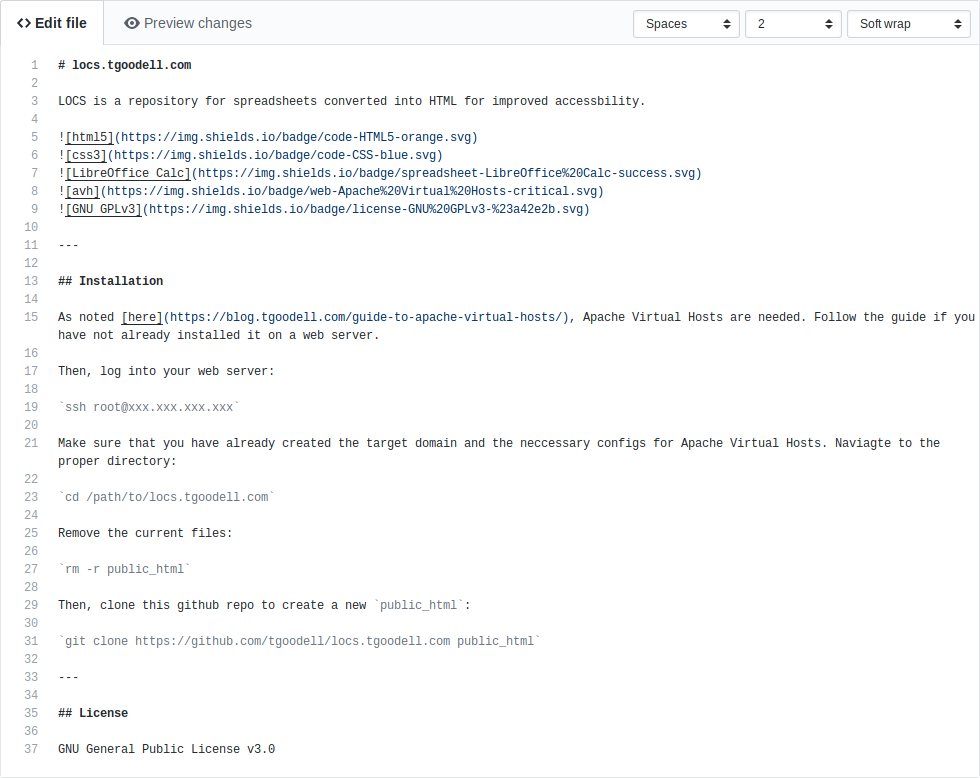 <> Edit file
Preview changes
Spaces
2
Soft wrap
1 # locs.tgoodell.com
2
3 LOCS is a repository for spreadsheets converted into HTML for improved accessbility.
4
5 ![html5](https://img.shields.io/badge/code-HTML5-orange.svg)
6 ![css3](https://img.shields.io/badge/code-CSS-blue.svg)
7 ![LibreOffice Calc](https://img.shields.io/badge/spreadsheet-LibreOffice%20Calc-success.svg)
8 ![avh](https://img.shields.io/badge/web-Apache%20Virtual%20Hosts-critical.svg)
9 ![GNU GPLv3](https://img.shields.io/badge/license-GNU%20GPLv3-%23a42e2b.svg)
10
11 ---
12
13 ## Installation
14
15 As noted [here](https://blog.tgoodell.com/guide-to-apache-virtual-hosts/), Apache Virtual Hosts are needed. Follow the guide if you
have not already installed it on a web server.
16
17 Then, log into your web server:
18
19 `ssh root@xxx.xxx.xxx.xxx`
20
21 Make sure that you have already created the target domain and the neccessary configs for Apache Virtual Hosts. Naviagte to the
proper directory:
22
23 `cd /path/to/locs.tgoodell.com`
24
25 Remove the current files:
26
27 `rm -r public_html`
28
29 Then, clone this github repo to create a new `public_html`:
30
31 `git clone https://github.com/tgoodell/locs.tgoodell.com public_html`
32
33 ---
34
35 ## License
36
37 GNU General Public License v3.0